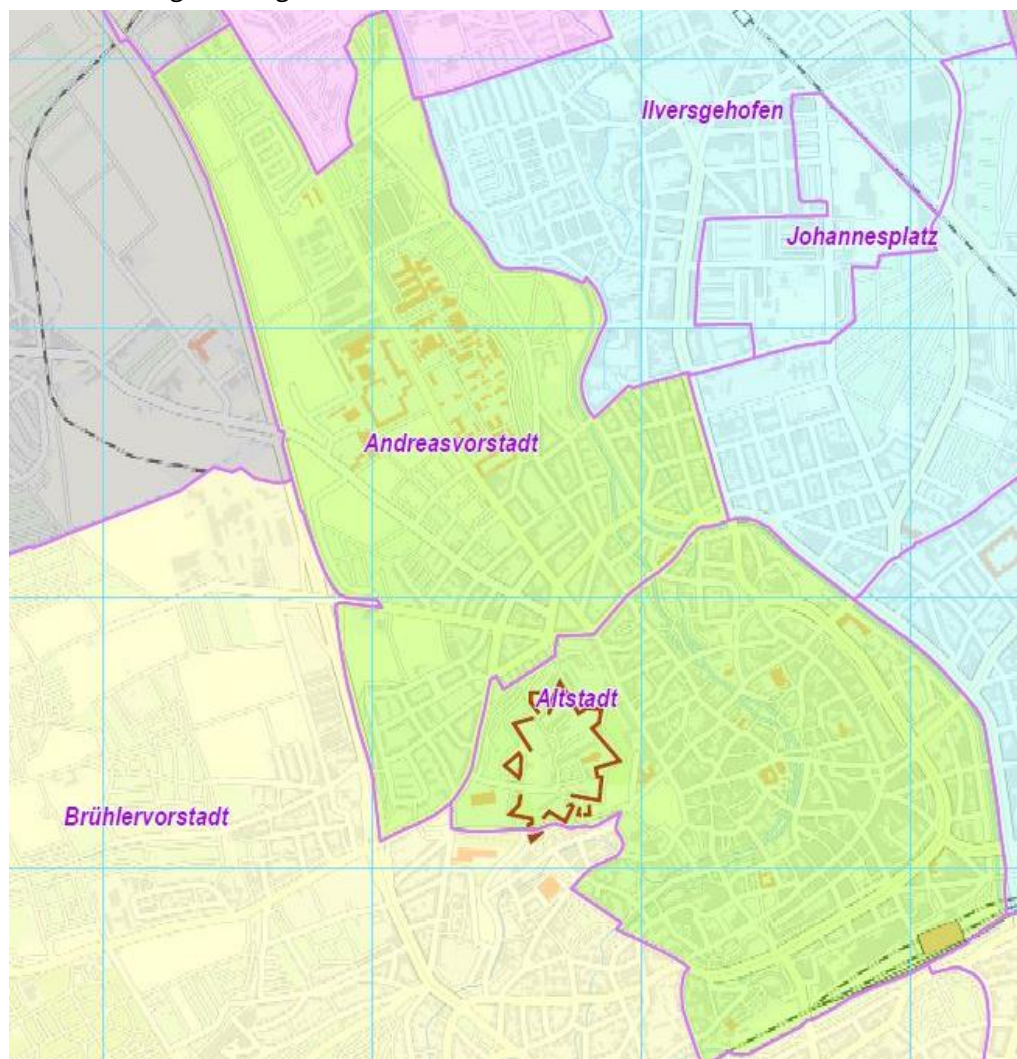 Ilversgehofen
Johannesplatz
Andreasvorstadt
Altstadt
Brühlervorstadt